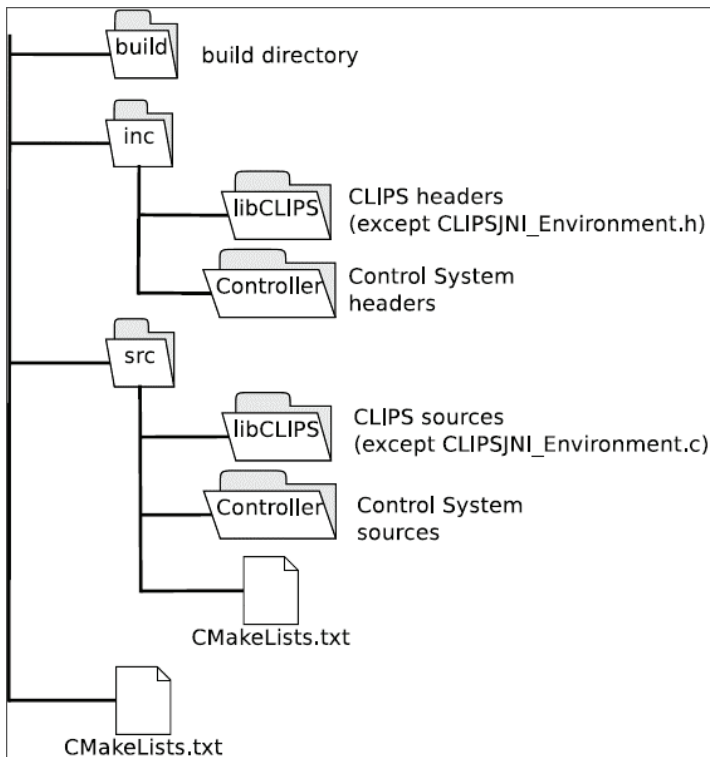 build
build directory
inc
libCLIPS
CLIPS headers
(except CLIPSJNI_Environment.h)
Controller
Control System
headers
src
libCLIPS
CLIPS sources
(except CLIPSJNI_Environment.c)
Controller
Control System
sources
CMakeLists.txt
CMakeLists.txt